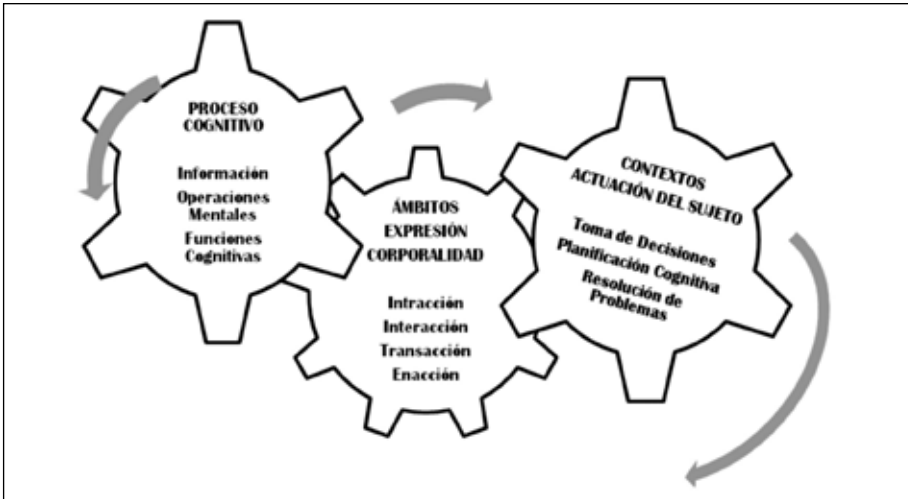 PROCESO
COGNITIVO
Información
Operaciones
Mentales
Funciones
Cognitivas
ÁMBITOS
EXPRESIÓN
CORPORALIDAD
Intracción
Interacción
Transacción
Enacción
CONTEXTOS
ACTUACIÓN DEL SUJETO
Toma de Decisiones
Planificación Cognitiva
Resolución de
Problemas